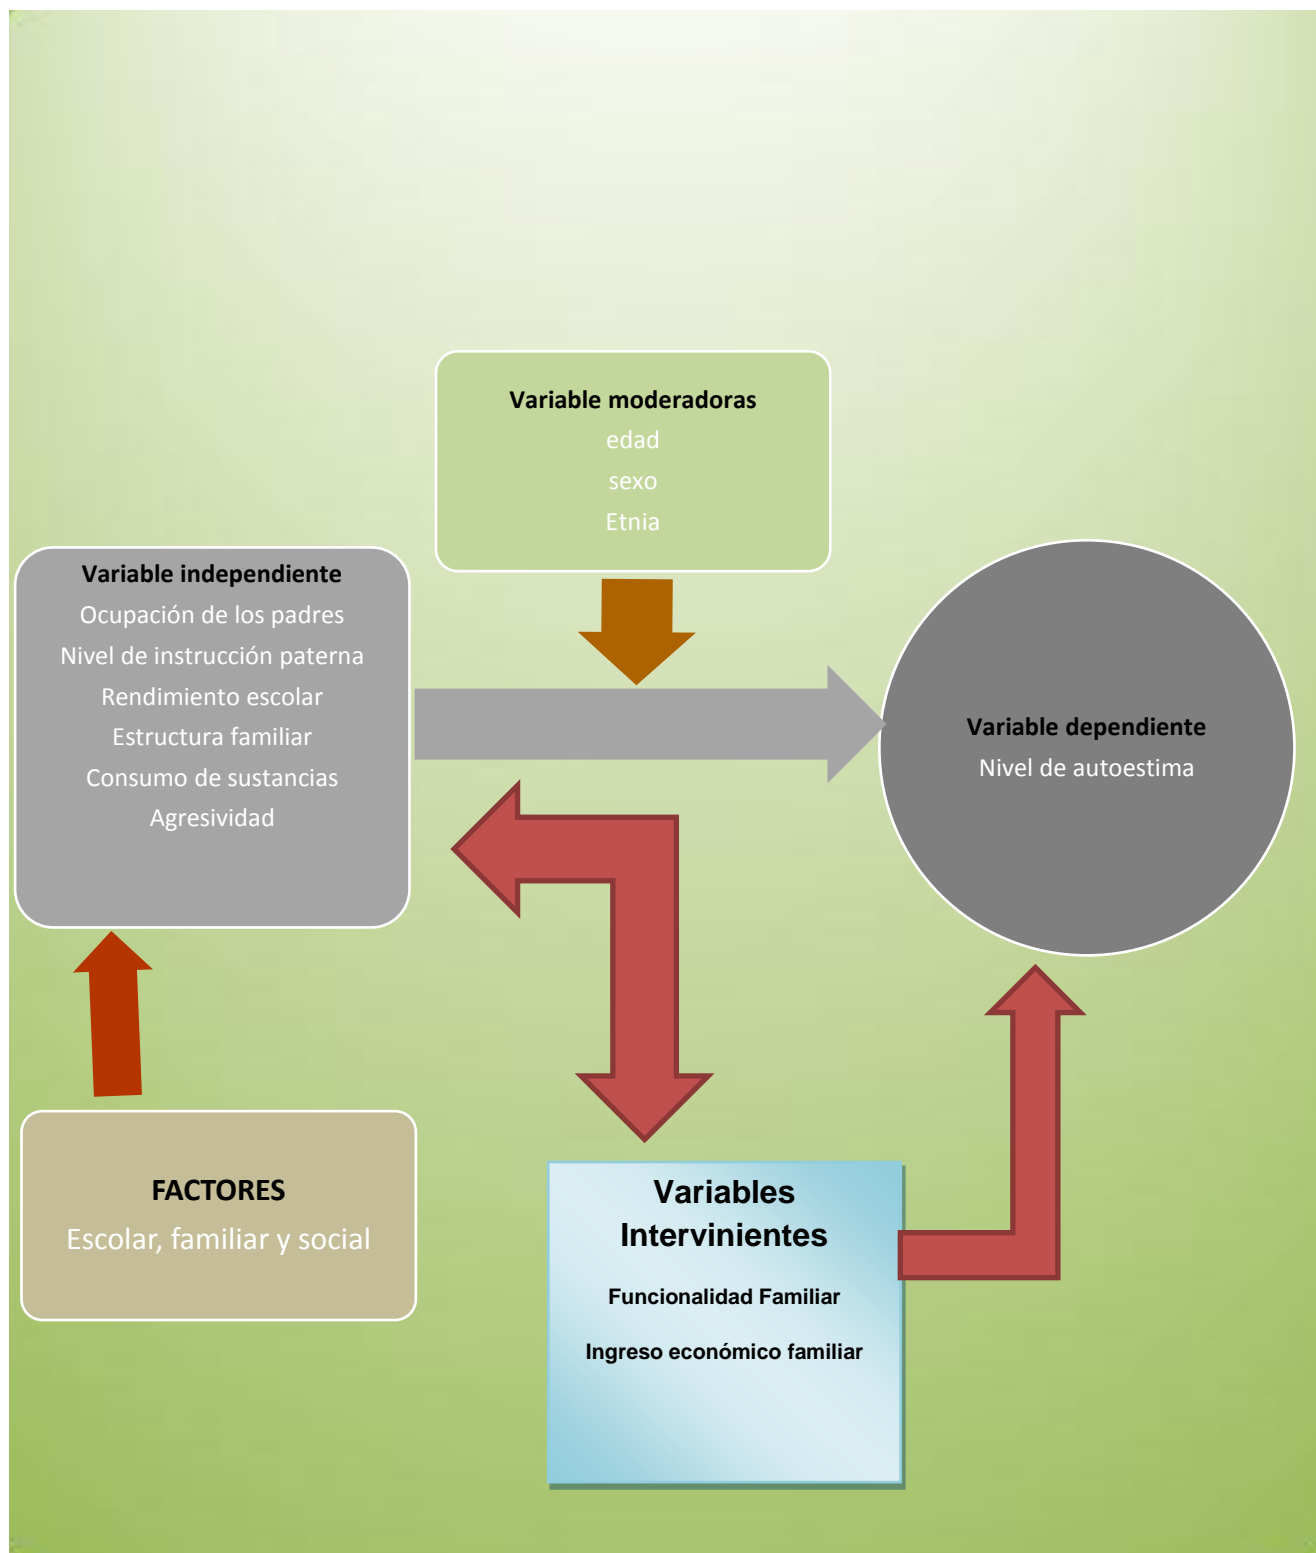 Variable moderadoras
edad
sexo
Etnia
Variable independiente
Ocupación de los padres
Nivel de instrucción paterna
Rendimiento escolar
Estructura familiar
Consumo de sustancias
Agresividad
Variable dependiente
Nivel de autoestima
FACTORES
Escolar, familiar y social
Variables
Intervinientes
Funcionalidad Familiar
Ingreso económico familiar